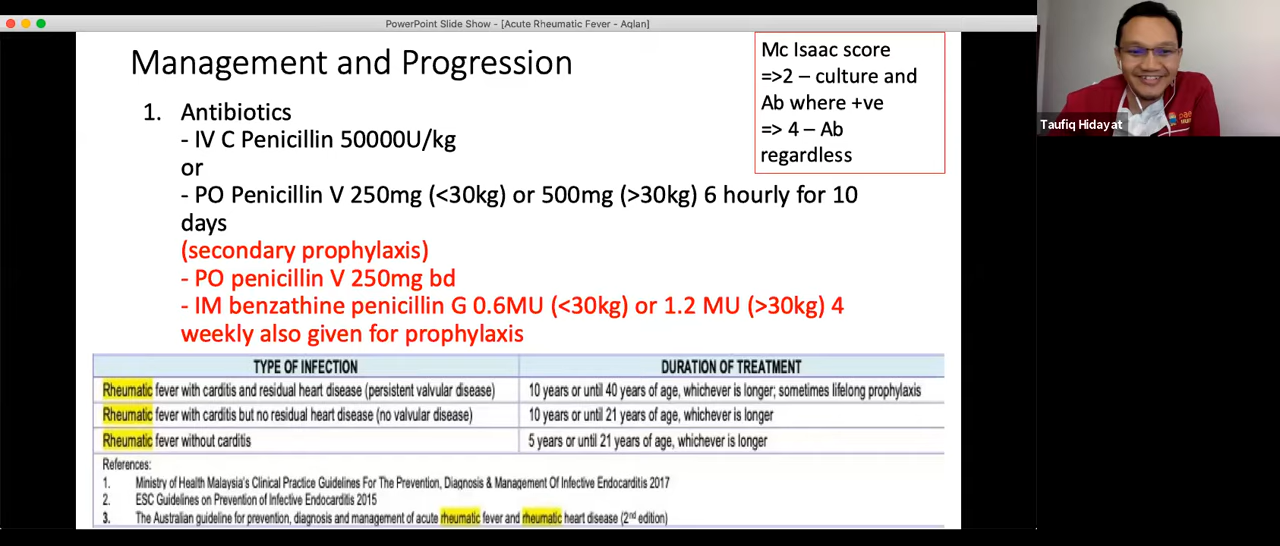 PowerPoint Slide Show - [Acute Rheumatic Fever - Aqlan]
Management and Progression
Mc Isaac score
=>2 – culture and
Ab where +ve
=> 4 – Ab
regardless
1. Antibiotics
- IV C Penicillin 50000U/kg
or
- PO Penicillin V 250mg (<30kg) or 500mg (>30kg) 6 hourly for 10
days
(secondary prophylaxis)
- PO penicillin V 250mg bd
- IM benzathine penicillin G 0.6MU (<30kg) or 1.2 MU (>30kg) 4
weekly also given for prophylaxis
TYPE OF INFECTION DURATION OF TREATMENT
Rheumatic fever with carditis and residual heart disease (persistent valvular disease) 10 years or until 40 years of age, whichever is longer; sometimes lifelong prophylaxis
Rheumatic fever with carditis but no residual heart disease (no valvular disease) 10 years or until 21 years of age, whichever is longer
Rheumatic fever without carditis 5 years or until 21 years of age, whichever is longer
References:
1. Ministry of Health Malaysia's Clinical Practice Guidelines For The Prevention, Diagnosis & Management Of Infective Endocarditis 2017
2. ESC Guidelines on Prevention of Infective Endocarditis 2015
3. The Australian guideline for prevention, diagnosis and management of acute rheumatic fever and rheumatic heart disease (2nd edition)
Taufiq Hidayat